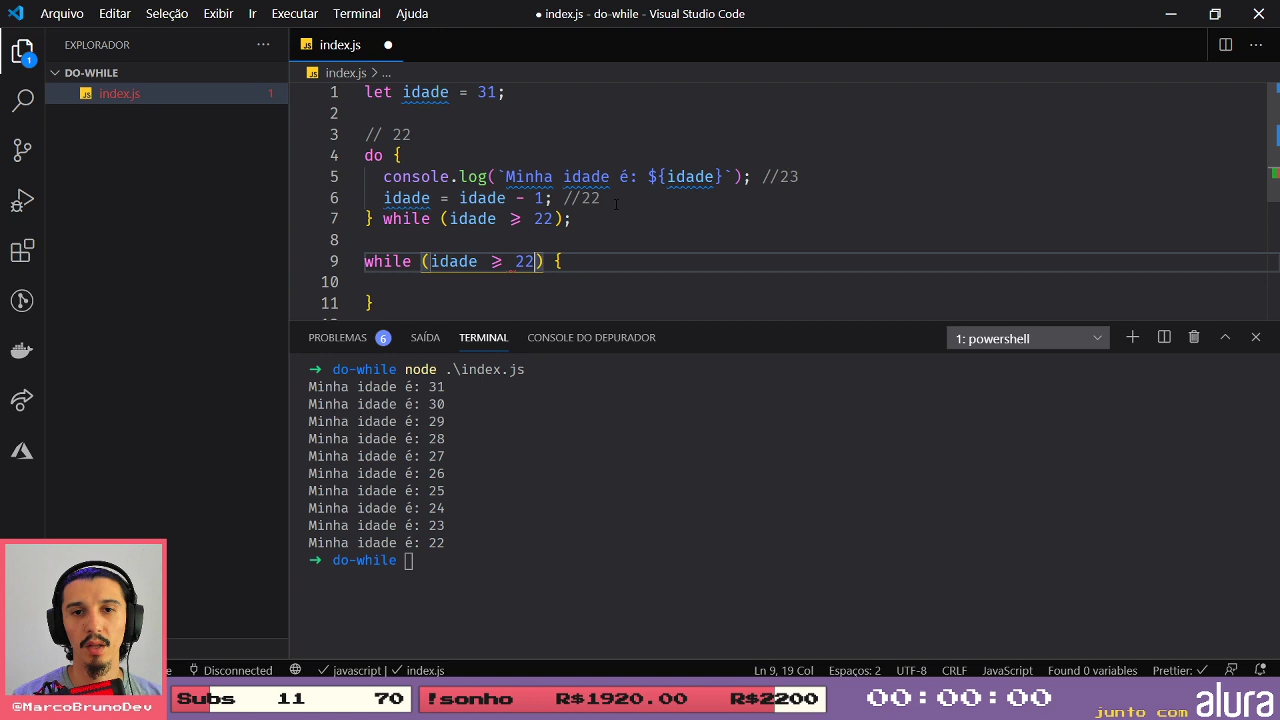 Arquivo Editar Seleção Exibir Ir Executar Terminal Ajuda
● index.js - do-while - Visual Studio Code
EXPLORADOR ···
index.js ●
DO-WHILE
index.js > ...
index.js 1
1
1 let idade = 31;
2
3 // 22
4 do {
5 console.log(`Minha idade é: ${idade}`); //23
6 idade = idade - 1; //22
7 } while (idade >= 22);
8
9 while (idade >= 22) {
10
11 }
PROBLEMAS 6 SAÍDA TERMINAL CONSOLE DO DEPURADOR 1: powershell
➜ do-while node .\index.js
Minha idade é: 31
Minha idade é: 30
Minha idade é: 29
Minha idade é: 28
Minha idade é: 27
Minha idade é: 26
Minha idade é: 25
Minha idade é: 24
Minha idade é: 23
Minha idade é: 22
➜ do-while
Disconnected javascript | index.js Ln 9, 19 Col Espaços: 2 UTF-8 CRLF JavaScript Found 0 variables Prettier: ✓
@MarcoBrunoDev
Subs 11 70 !sonho R$1920.00 R$2200 00:00:00
junto com alura